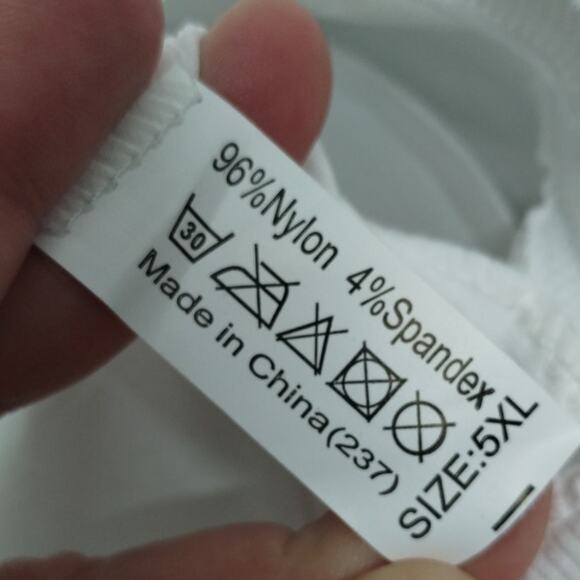 96%Nylon 4%Spandex
30
Made in China(237)
SIZE:5XL